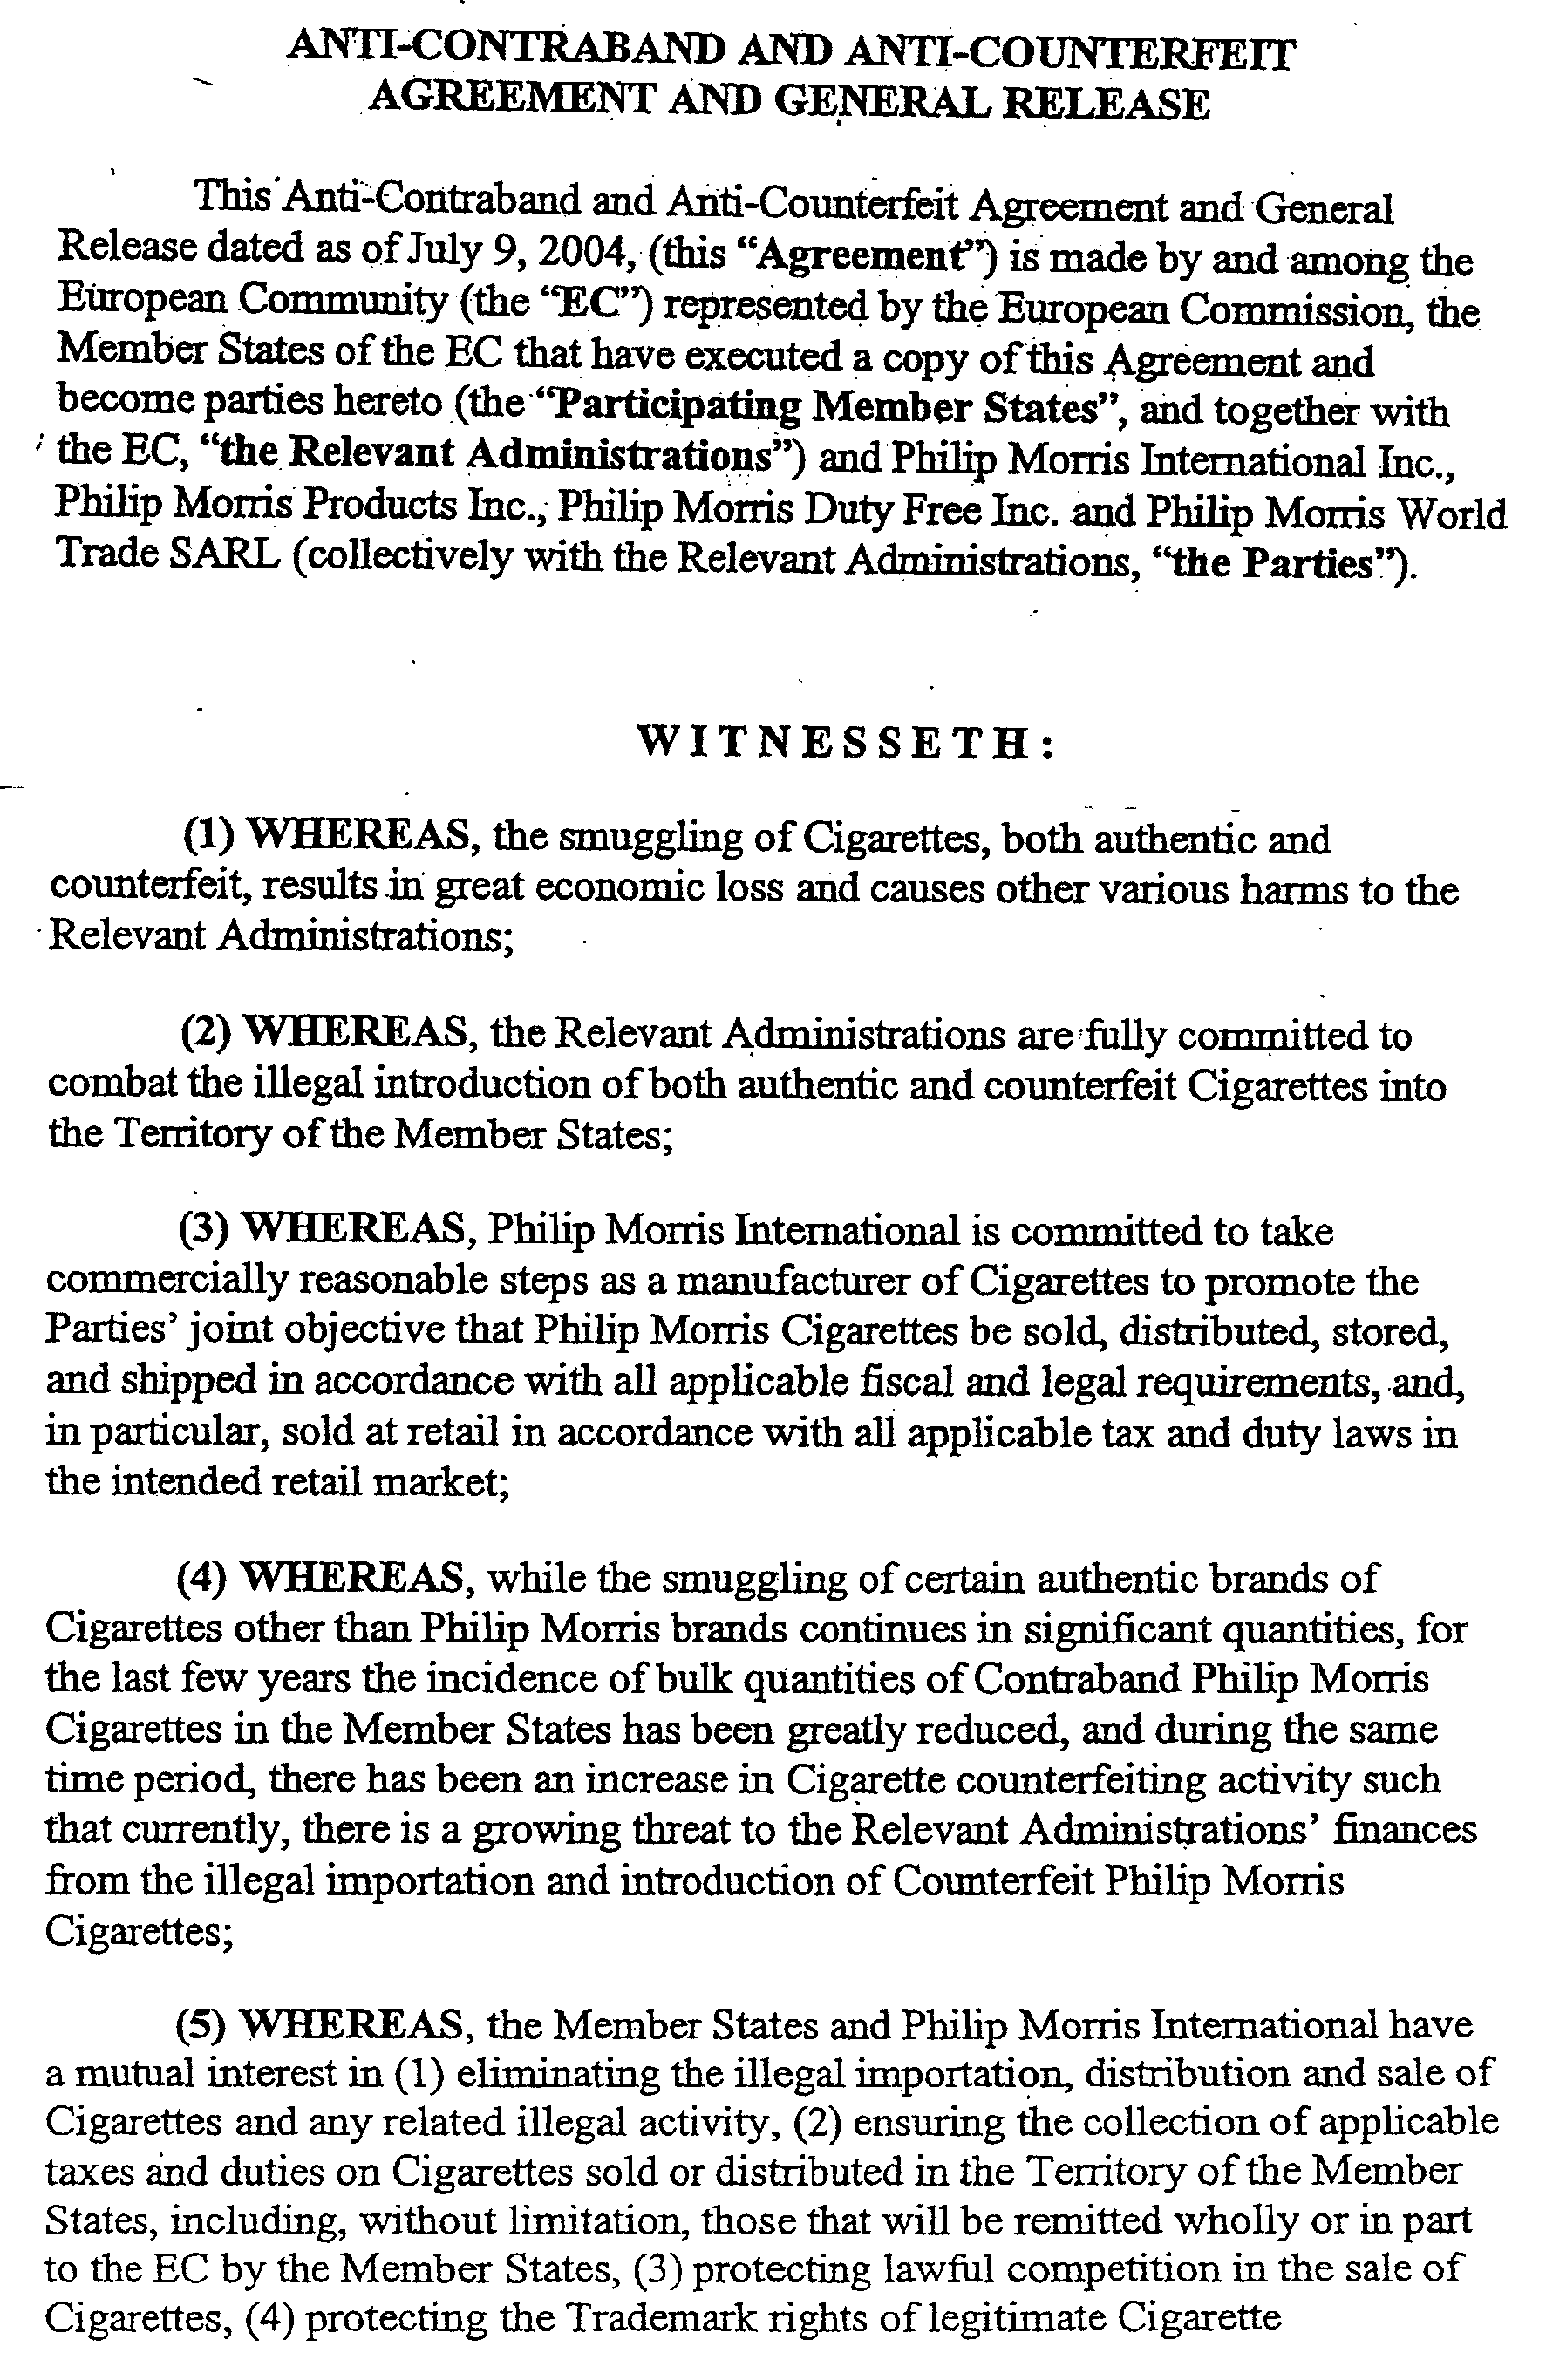 ANTI-CONTRABAND AND ANTI-COUNTERFEIT
AGREEMENT AND GENERAL RELEASE
This Anti-Contraband and Anti-Counterfeit Agreement and General
Release dated as of July 9, 2004, (this “Agreement”) is made by and among the
European Community (the “EC”) represented by the European Commission, the
Member States of the EC that have executed a copy of this Agreement and
become parties hereto (the “Participating Member States”, and together with
the EC, “the Relevant Administrations”) and Philip Morris International Inc.,
Philip Morris Products Inc., Philip Morris Duty Free Inc. and Philip Morris World
Trade SARL (collectively with the Relevant Administrations, “the Parties”).
WITNESSETH:
(1) WHEREAS, the smuggling of Cigarettes, both authentic and
counterfeit, results in great economic loss and causes other various harms to the
Relevant Administrations;
(2) WHEREAS, the Relevant Administrations are fully committed to
combat the illegal introduction of both authentic and counterfeit Cigarettes into
the Territory of the Member States;
(3) WHEREAS, Philip Morris International is committed to take
commercially reasonable steps as a manufacturer of Cigarettes to promote the
Parties’ joint objective that Philip Morris Cigarettes be sold, distributed, stored,
and shipped in accordance with all applicable fiscal and legal requirements, and,
in particular, sold at retail in accordance with all applicable tax and duty laws in
the intended retail market;
(4) WHEREAS, while the smuggling of certain authentic brands of
Cigarettes other than Philip Morris brands continues in significant quantities, for
the last few years the incidence of bulk quantities of Contraband Philip Morris
Cigarettes in the Member States has been greatly reduced, and during the same
time period, there has been an increase in Cigarette counterfeiting activity such
that currently, there is a growing threat to the Relevant Administrations’ finances
from the illegal importation and introduction of Counterfeit Philip Morris
Cigarettes;
(5) WHEREAS, the Member States and Philip Morris International have
a mutual interest in (1) eliminating the illegal importation, distribution and sale of
Cigarettes and any related illegal activity, (2) ensuring the collection of applicable
taxes and duties on Cigarettes sold or distributed in the Territory of the Member
States, including, without limitation, those that will be remitted wholly or in part
to the EC by the Member States, (3) protecting lawful competition in the sale of
Cigarettes, (4) protecting the Trademark rights of legitimate Cigarette